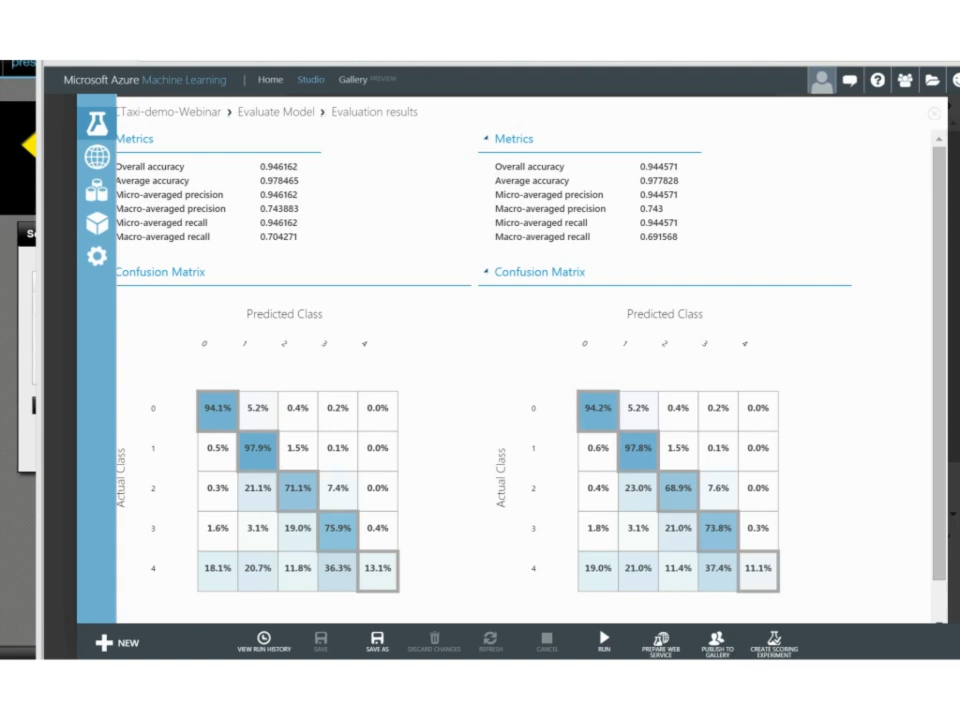 pres
Microsoft Azure Machine Learning | Home Studio Gallery PREVIEW
CTaxi-demo-Webinar > Evaluate Model > Evaluation results
Metrics
Overall accuracy 0.946162
Average accuracy 0.978465
Micro-averaged precision 0.946162
Macro-averaged precision 0.743883
Micro-averaged recall 0.946162
Macro-averaged recall 0.704271
Confusion Matrix
Predicted Class
0 1 2 3 4
Actual Class
0 94.1% 5.2% 0.4% 0.2% 0.0%
1 0.5% 97.9% 1.5% 0.1% 0.0%
2 0.3% 21.1% 71.1% 7.4% 0.0%
3 1.6% 3.1% 19.0% 75.9% 0.4%
4 18.1% 20.7% 11.8% 36.3% 13.1%
Metrics
Overall accuracy 0.944571
Average accuracy 0.977828
Micro-averaged precision 0.944571
Macro-averaged precision 0.743
Micro-averaged recall 0.944571
Macro-averaged recall 0.691568
Confusion Matrix
Predicted Class
0 1 2 3 4
Actual Class
0 94.2% 5.2% 0.4% 0.2% 0.0%
1 0.6% 97.8% 1.5% 0.1% 0.0%
2 0.4% 23.0% 68.9% 7.6% 0.0%
3 1.8% 3.1% 21.0% 73.8% 0.3%
4 19.0% 21.0% 11.4% 37.4% 11.1%
NEW
VIEW RUN HISTORY
SAVE
SAVE AS
DISCARD CHANGES
REFRESH
CANCEL
RUN
PREPARE WEB
SERVICE
PUBLISH TO
GALLERY
CREATE SCORING
EXPERIMENT